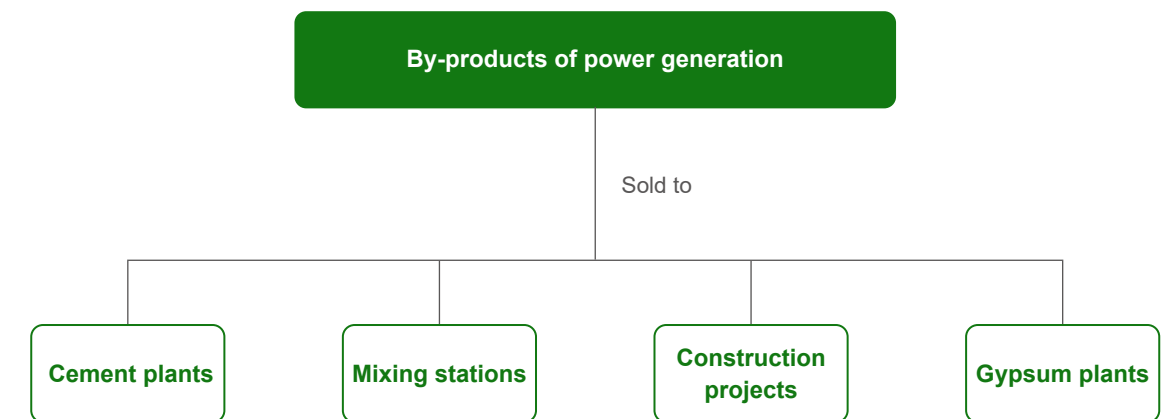 By-products of power generation
Sold to
Cement plants
Mixing stations
Construction
projects
Gypsum plants